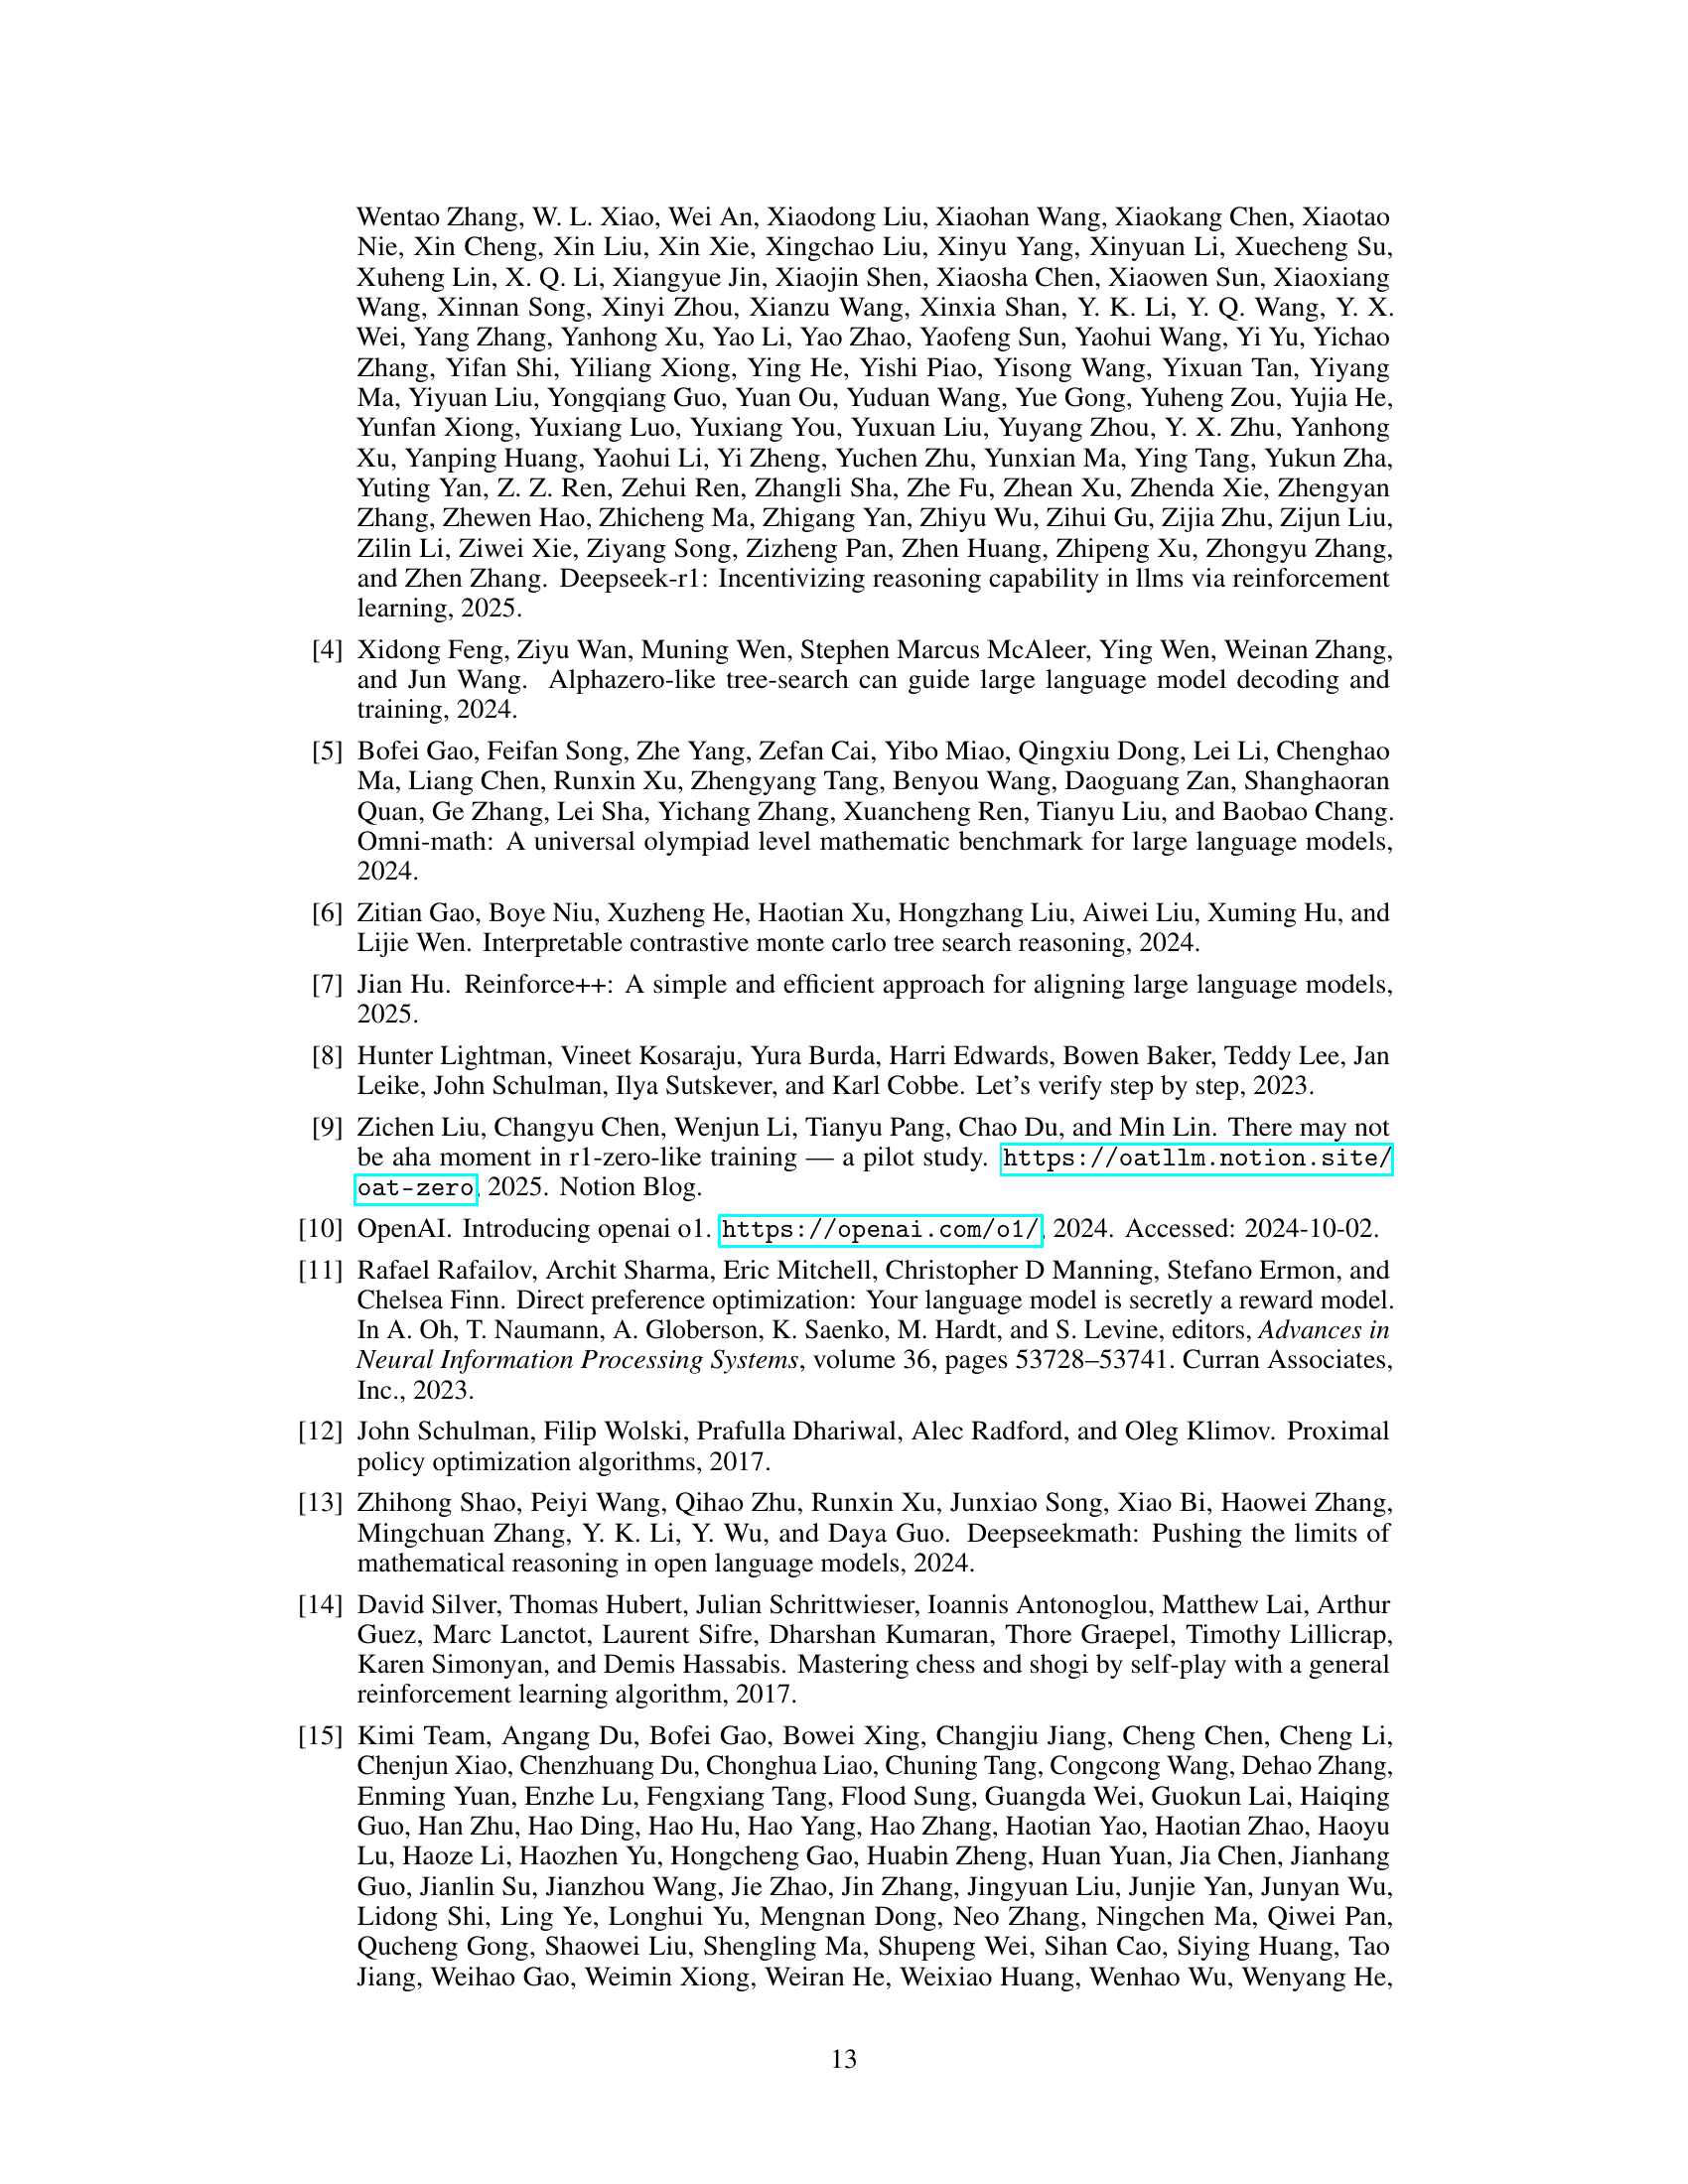 Wentao Zhang, W. L. Xiao, Wei An, Xiaodong Liu, Xiaohan Wang, Xiaokang Chen, Xiaotao
Nie, Xin Cheng, Xin Liu, Xin Xie, Xingchao Liu, Xinyu Yang, Xinyuan Li, Xuecheng Su,
Xuheng Lin, X. Q. Li, Xiangyue Jin, Xiaojin Shen, Xiaosha Chen, Xiaowen Sun, Xiaoxiang
Wang, Xinnan Song, Xinyi Zhou, Xianzu Wang, Xinxia Shan, Y. K. Li, Y. Q. Wang, Y. X.
Wei, Yang Zhang, Yanhong Xu, Yao Li, Yao Zhao, Yaofeng Sun, Yaohui Wang, Yi Yu, Yichao
Zhang, Yifan Shi, Yiliang Xiong, Ying He, Yishi Piao, Yisong Wang, Yixuan Tan, Yiyang
Ma, Yiyuan Liu, Yongqiang Guo, Yuan Ou, Yuduan Wang, Yue Gong, Yuheng Zou, Yujia He,
Yunfan Xiong, Yuxiang Luo, Yuxiang You, Yuxuan Liu, Yuyang Zhou, Y. X. Zhu, Yanhong
Xu, Yanping Huang, Yaohui Li, Yi Zheng, Yuchen Zhu, Yunxian Ma, Ying Tang, Yukun Zha,
Yuting Yan, Z. Z. Ren, Zehui Ren, Zhangli Sha, Zhe Fu, Zhean Xu, Zhenda Xie, Zhengyan
Zhang, Zhewen Hao, Zhicheng Ma, Zhigang Yan, Zhiyu Wu, Zihui Gu, Zijia Zhu, Zijun Liu,
Zilin Li, Ziwei Xie, Ziyang Song, Zizheng Pan, Zhen Huang, Zhipeng Xu, Zhongyu Zhang,
and Zhen Zhang. Deepseek-r1: Incentivizing reasoning capability in llms via reinforcement
learning, 2025.
[4] Xidong Feng, Ziyu Wan, Muning Wen, Stephen Marcus McAleer, Ying Wen, Weinan Zhang,
and Jun Wang. Alphazero-like tree-search can guide large language model decoding and
training, 2024.
[5] Bofei Gao, Feifan Song, Zhe Yang, Zefan Cai, Yibo Miao, Qingxiu Dong, Lei Li, Chenghao
Ma, Liang Chen, Runxin Xu, Zhengyang Tang, Benyou Wang, Daoguang Zan, Shanghaoran
Quan, Ge Zhang, Lei Sha, Yichang Zhang, Xuancheng Ren, Tianyu Liu, and Baobao Chang.
Omni-math: A universal olympiad level mathematic benchmark for large language models,
2024.
[6] Zitian Gao, Boye Niu, Xuzheng He, Haotian Xu, Hongzhang Liu, Aiwei Liu, Xuming Hu, and
Lijie Wen. Interpretable contrastive monte carlo tree search reasoning, 2024.
[7] Jian Hu. Reinforce++: A simple and efficient approach for aligning large language models,
2025.
[8] Hunter Lightman, Vineet Kosaraju, Yura Burda, Harri Edwards, Bowen Baker, Teddy Lee, Jan
Leike, John Schulman, Ilya Sutskever, and Karl Cobbe. Let's verify step by step, 2023.
[9] Zichen Liu, Changyu Chen, Wenjun Li, Tianyu Pang, Chao Du, and Min Lin. There may not
be aha moment in r1-zero-like training — a pilot study. https://oatllm.notion.site/
oat-zero, 2025. Notion Blog.
[10] OpenAI. Introducing openai o1. https://openai.com/o1/, 2024. Accessed: 2024-10-02.
[11] Rafael Rafailov, Archit Sharma, Eric Mitchell, Christopher D Manning, Stefano Ermon, and
Chelsea Finn. Direct preference optimization: Your language model is secretly a reward model.
In A. Oh, T. Naumann, A. Globerson, K. Saenko, M. Hardt, and S. Levine, editors, Advances in
Neural Information Processing Systems, volume 36, pages 53728–53741. Curran Associates,
Inc., 2023.
[12] John Schulman, Filip Wolski, Prafulla Dhariwal, Alec Radford, and Oleg Klimov. Proximal
policy optimization algorithms, 2017.
[13] Zhihong Shao, Peiyi Wang, Qihao Zhu, Runxin Xu, Junxiao Song, Xiao Bi, Haowei Zhang,
Mingchuan Zhang, Y. K. Li, Y. Wu, and Daya Guo. Deepseekmath: Pushing the limits of
mathematical reasoning in open language models, 2024.
[14] David Silver, Thomas Hubert, Julian Schrittwieser, Ioannis Antonoglou, Matthew Lai, Arthur
Guez, Marc Lanctot, Laurent Sifre, Dharshan Kumaran, Thore Graepel, Timothy Lillicrap,
Karen Simonyan, and Demis Hassabis. Mastering chess and shogi by self-play with a general
reinforcement learning algorithm, 2017.
[15] Kimi Team, Angang Du, Bofei Gao, Bowei Xing, Changjiu Jiang, Cheng Chen, Cheng Li,
Chenjun Xiao, Chenzhuang Du, Chonghua Liao, Chuning Tang, Congcong Wang, Dehao Zhang,
Enming Yuan, Enzhe Lu, Fengxiang Tang, Flood Sung, Guangda Wei, Guokun Lai, Haiqing
Guo, Han Zhu, Hao Ding, Hao Hu, Hao Yang, Hao Zhang, Haotian Yao, Haotian Zhao, Haoyu
Lu, Haoze Li, Haozhen Yu, Hongcheng Gao, Huabin Zheng, Huan Yuan, Jia Chen, Jianhang
Guo, Jianlin Su, Jianzhou Wang, Jie Zhao, Jin Zhang, Jingyuan Liu, Junjie Yan, Junyan Wu,
Lidong Shi, Ling Ye, Longhui Yu, Mengnan Dong, Neo Zhang, Ningchen Ma, Qiwei Pan,
Qucheng Gong, Shaowei Liu, Shengling Ma, Shupeng Wei, Sihan Cao, Siying Huang, Tao
Jiang, Weihao Gao, Weimin Xiong, Weiran He, Weixiao Huang, Wenhao Wu, Wenyang He,
13